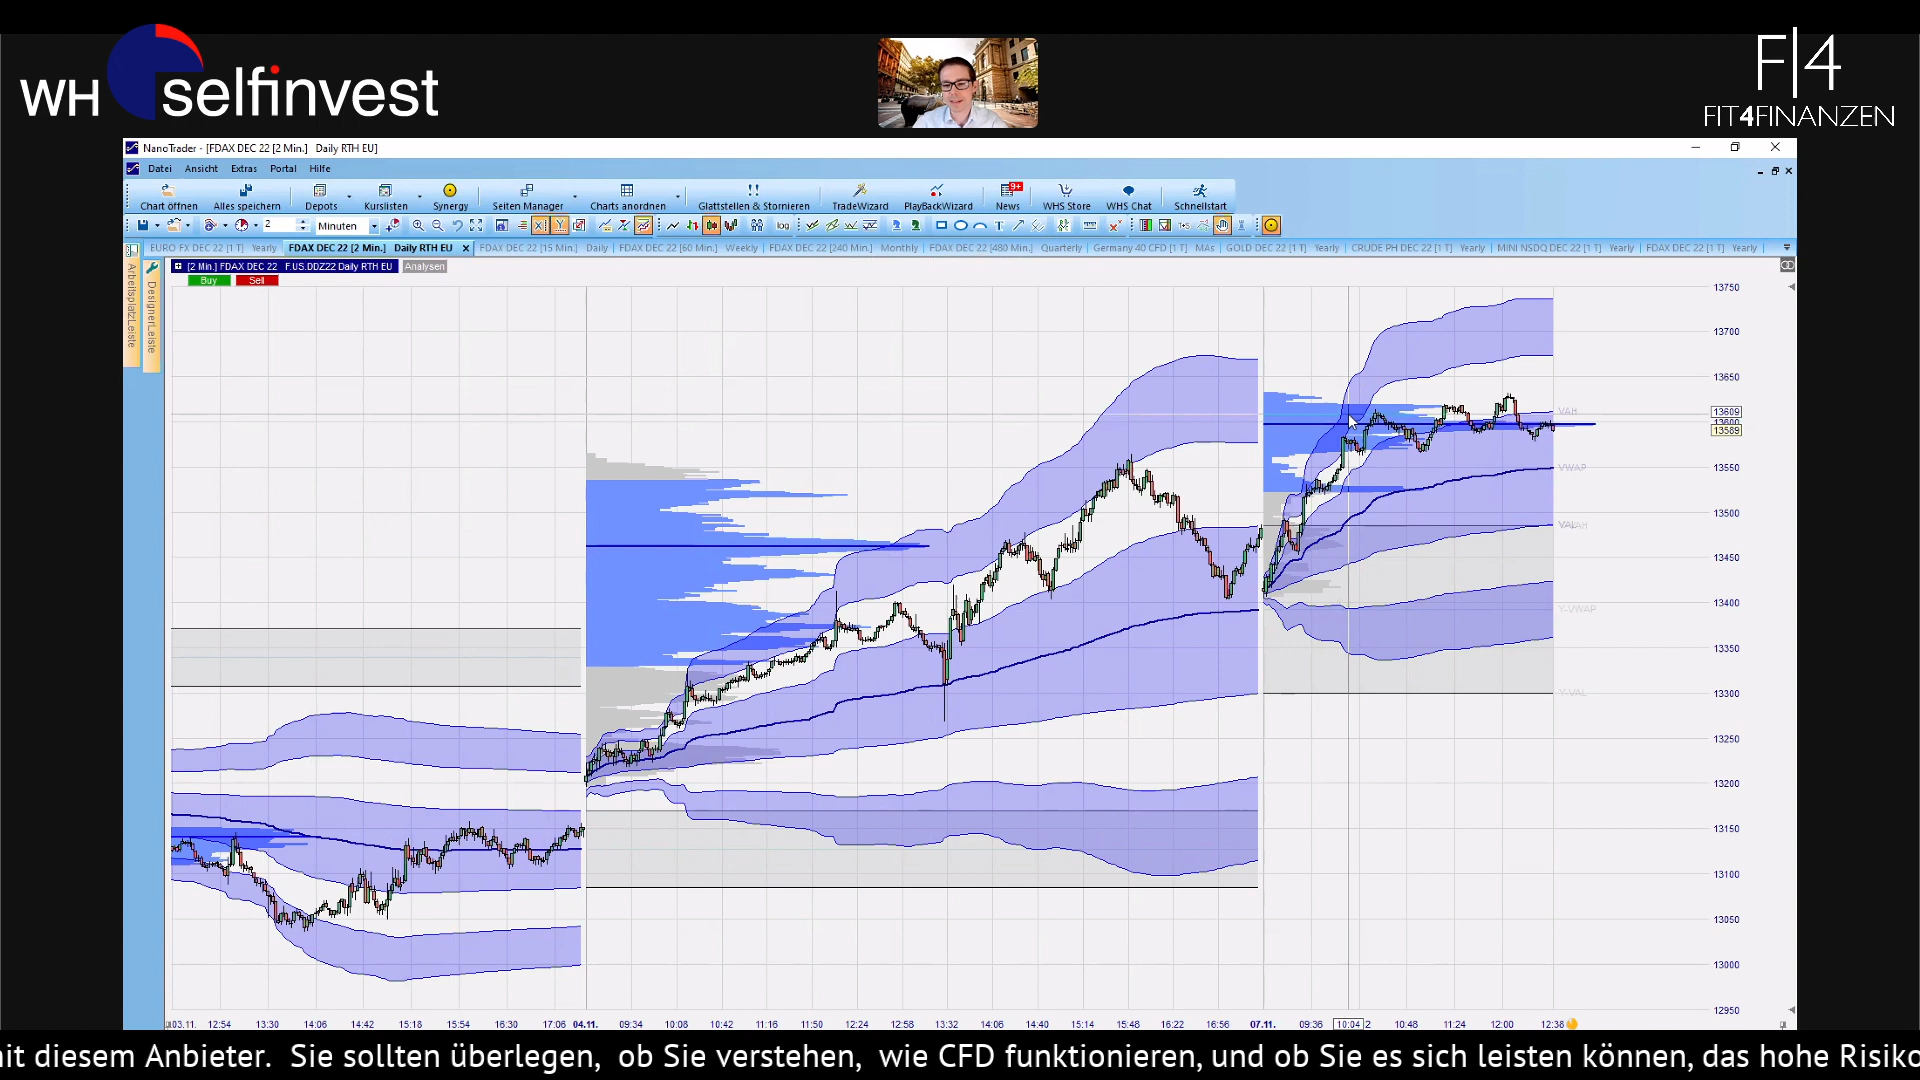 WH selfinvest
F|4
FIT4FINANZEN
NanoTrader - [FDAX DEC 22 [2 Min.] Daily RTH EU]
Datei Ansicht Extras Portal Hilfe
Chart öffnen Alles speichern Depots Kurslisten Synergy Seiten Manager Charts anordnen Glattstellen & Stornieren TradeWizard PlayBackWizard News 9+ WHS Store WHS Chat Schnellstart
2 Minuten log
EURO FX DEC 22 [1 T] Yearly FDAX DEC 22 [2 Min.] Daily RTH EU FDAX DEC 22 [15 Min.] Daily FDAX DEC 22 [60 Min.] Weekly FDAX DEC 22 [240 Min.] Monthly FDAX DEC 22 [480 Min.] Quarterly Germany 40 CFD [1 T] MAs GOLD DEC 22 [1 T] Yearly CRUDE PH DEC 22 [1 T] Yearly MINI NSDQ DEC 22 [1 T] Yearly FDAX DEC 22 [1 T] Yearly
ArbeitsplatzLeiste
DesignerLeiste
[2 Min.] FDAX DEC 22 F.US.DDZ22 Daily RTH EU Analysen
Buy Sell
13750
13700
13650
VAH 13609
13589
VWAP 13550
VAL
13500
13450
13400
Y-VWAP
13350
Y-VAL 13300
13250
13200
13150
13100
13050
13000
12950
03.11. 12:54 13:30 14:06 14:42 15:18 15:54 16:30 17:06 04.11. 09:34 10:08 10:42 11:16 11:50 12:24 12:58 13:32 14:06 14:40 15:14 15:48 16:22 16:56 07.11. 09:36 10:04 2 10:48 11:24 12:00 12:38
nit diesem Anbieter. Sie sollten überlegen, ob Sie verstehen, wie CFD funktionieren, und ob Sie es sich leisten können, das hohe Risiko